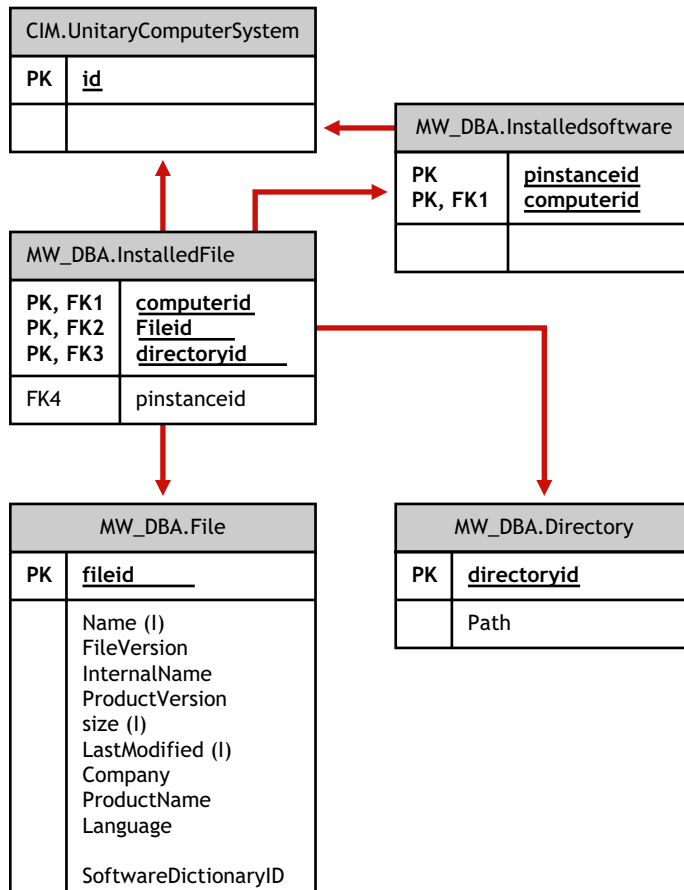 CIM.UnitaryComputerSystem
PK id
MW_DBA.Installedsoftware
PK pinstanceid
PK, FK1 computerid
MW_DBA.InstalledFile
PK, FK1 computerid
PK, FK2 Fileid
PK, FK3 directoryid
FK4 pinstanceid
MW_DBA.File
PK fileid
Name (I)
FileVersion
InternalName
ProductVersion
size (I)
LastModified (I)
Company
ProductName
Language
SoftwareDictionaryID
MW_DBA.Directory
PK directoryid
Path